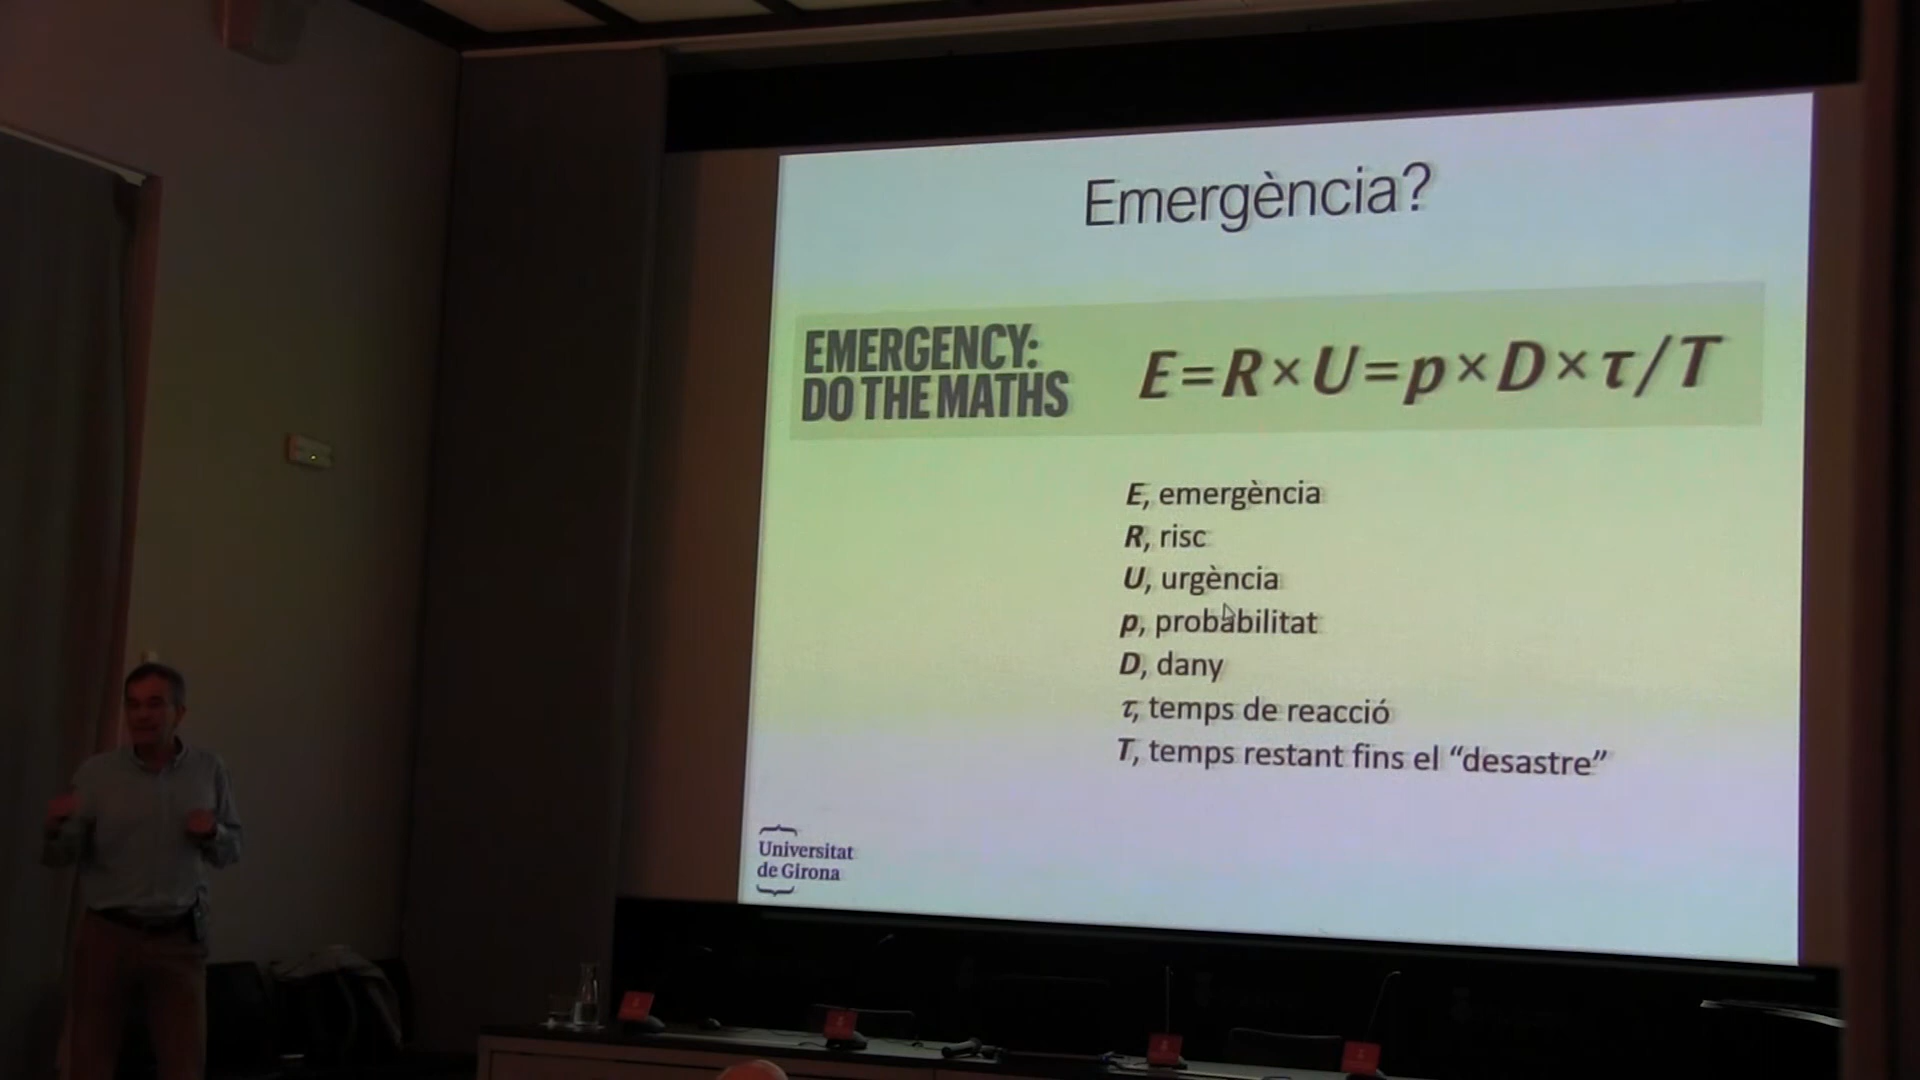 Emergència?
EMERGENCY:
DO THE MATHS
E=R×U=p×D×τ/T
E, emergència
R, risc
U, urgència
p, probabilitat
D, dany
τ, temps de reacció
T, temps restant fins el “desastre”
Universitat
de Girona